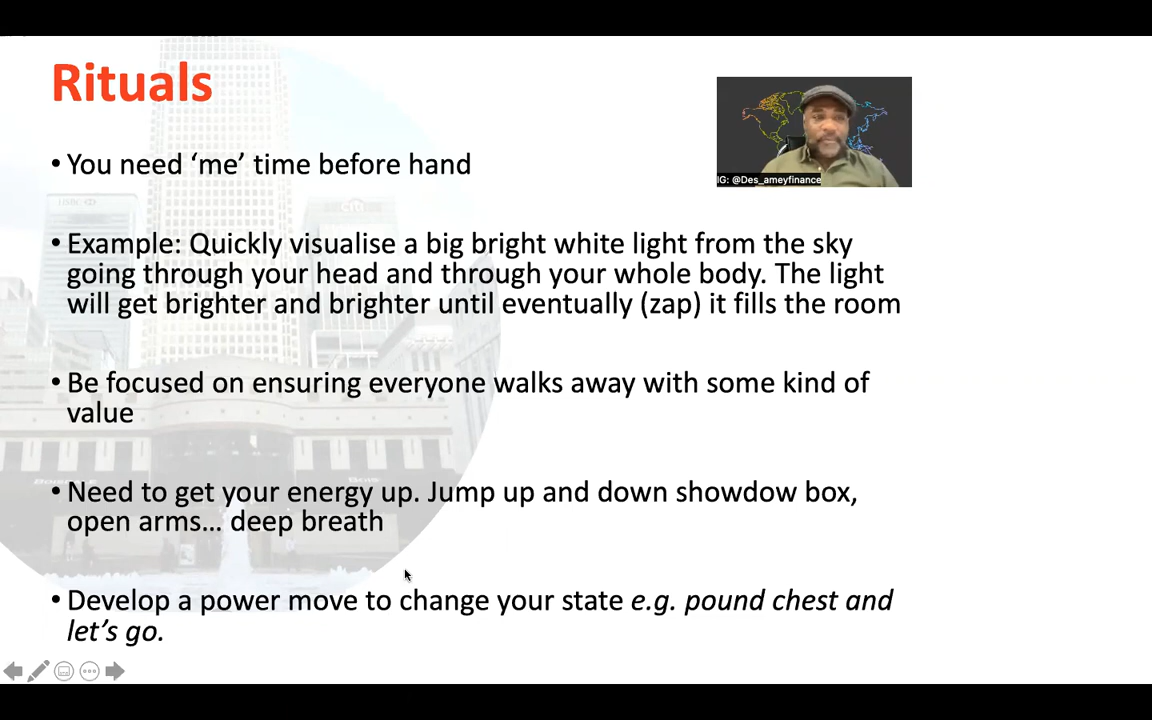 Rituals
IG: @Des_ameyfinance
• You need ‘me’ time before hand
• Example: Quickly visualise a big bright white light from the sky
going through your head and through your whole body. The light
will get brighter and brighter until eventually (zap) it fills the room
• Be focused on ensuring everyone walks away with some kind of
value
• Need to get your energy up. Jump up and down showdow box,
open arms… deep breath
• Develop a power move to change your state e.g. pound chest and
let’s go.
HSBC
citi